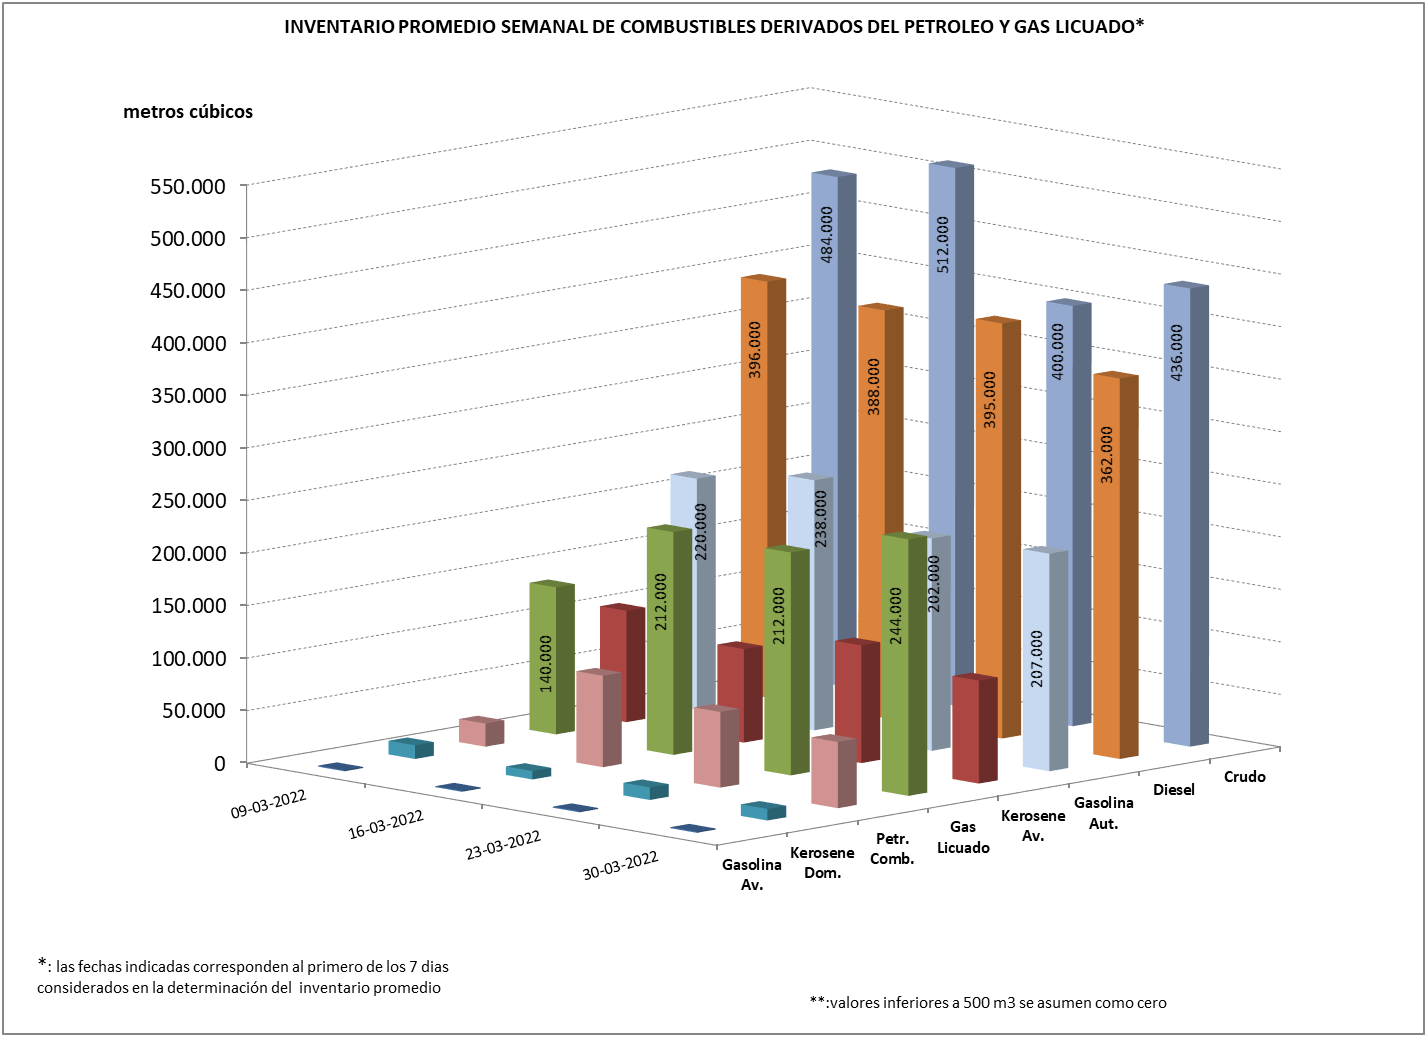 INVENTARIO PROMEDIO SEMANAL DE COMBUSTIBLES DERIVADOS DEL PETROLEO Y GAS LICUADO*
metros cúbicos
550.000
500.000
450.000
400.000
350.000
300.000
250.000
200.000
150.000
100.000
50.000
0
484.000
512.000
400.000
436.000
396.000
388.000
395.000
362.000
220.000
238.000
202.000
207.000
140.000
212.000
212.000
244.000
09-03-2022
16-03-2022
23-03-2022
30-03-2022
Gasolina
Av.
Kerosene
Dom.
Petr.
Comb.
Gas
Licuado
Kerosene
Av.
Gasolina
Aut.
Diesel
Crudo
*: las fechas indicadas corresponden al primero de los 7 dias
considerados en la determinación del inventario promedio
**:valores inferiores a 500 m3 se asumen como cero